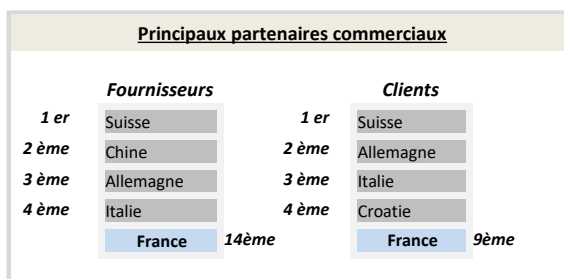 Principaux partenaires commerciaux
Fournisseurs Clients
1 er Suisse 1 er Suisse
2 ème Chine 2 ème Allemagne
3 ème Allemagne 3 ème Italie
4 ème Italie 4 ème Croatie
France 14ème France 9ème